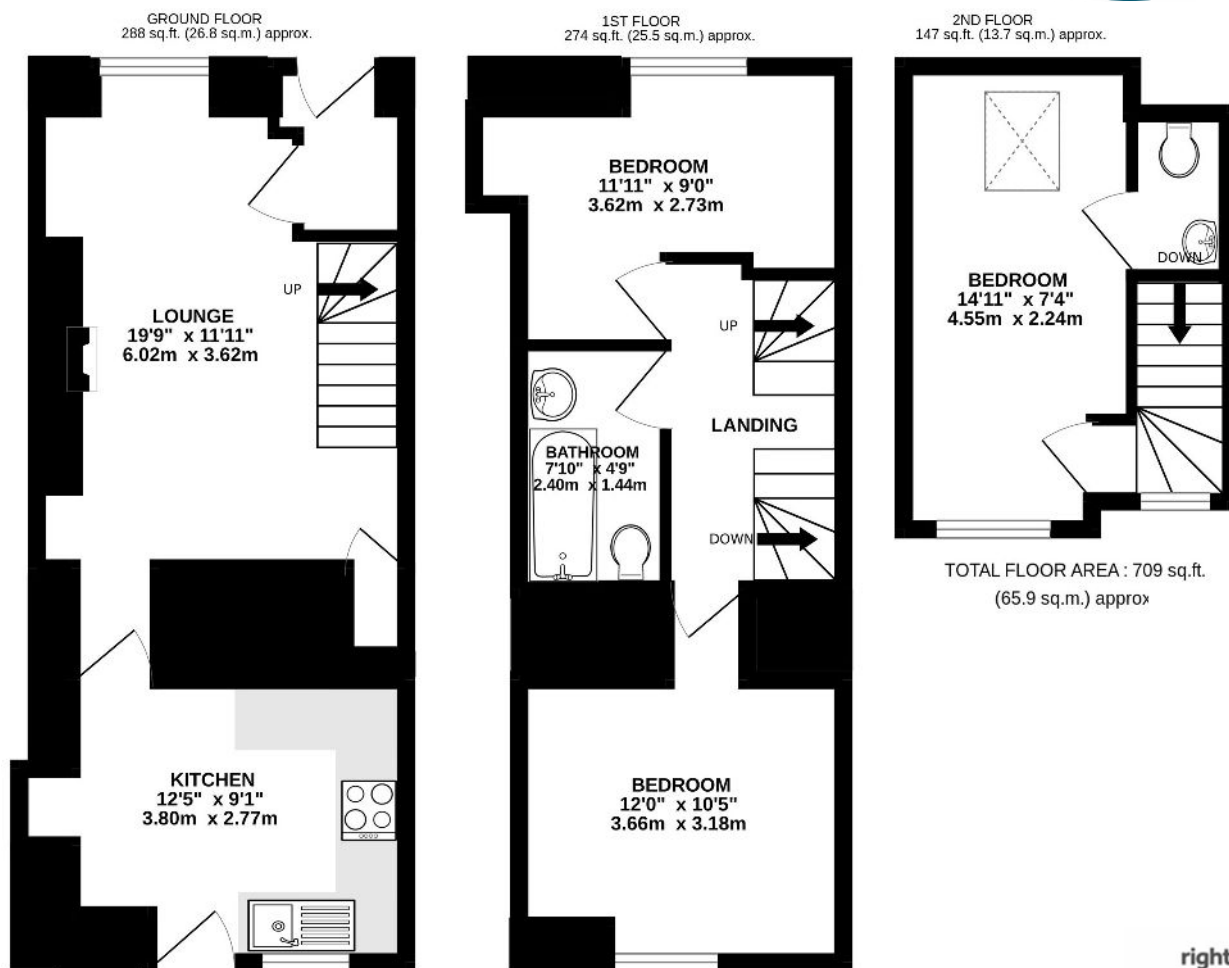 GROUND FLOOR
288 sq.ft. (26.8 sq.m.) approx.
UP
LOUNGE
19'9" x 11'11"
6.02m x 3.62m
KITCHEN
12'5" x 9'1"
3.80m x 2.77m
1ST FLOOR
274 sq.ft. (25.5 sq.m.) approx.
BEDROOM
11'11" x 9'0"
3.62m x 2.73m
UP
LANDING
BATHROOM
7'10" x 4'9"
2.40m x 1.44m
DOWN
BEDROOM
12'0" x 10'5"
3.66m x 3.18m
2ND FLOOR
147 sq.ft. (13.7 sq.m.) approx.
DOWN
BEDROOM
14'11" x 7'4"
4.55m x 2.24m
TOTAL FLOOR AREA : 709 sq.ft.
(65.9 sq.m.) approx
right